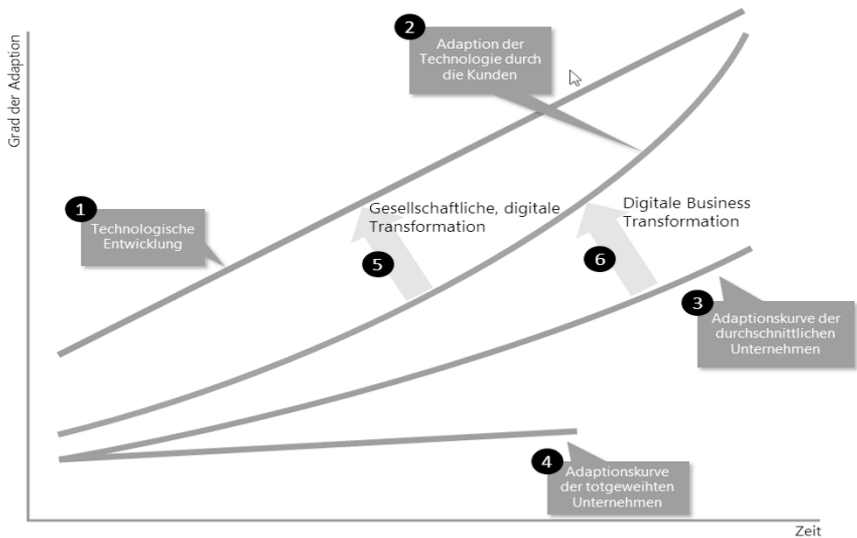 Grad der Adaption
2
Adaption der
Technologie durch
die Kunden
1
Technologische
Entwicklung
Gesellschaftliche, digitale
Transformation
5
Digitale Business
Transformation
6
3
Adaptionskurve der
durchschnittlichen
Unternehmen
4
Adaptionskurve
der totgeweihten
Unternehmen
Zeit